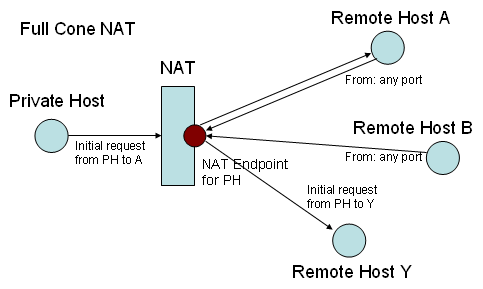 Full Cone NAT
Remote Host A
NAT
From: any port
Private Host
Initial request
from PH to A
Remote Host B
From: any port
NAT Endpoint
for PH
Initial request
from PH to Y
Remote Host Y